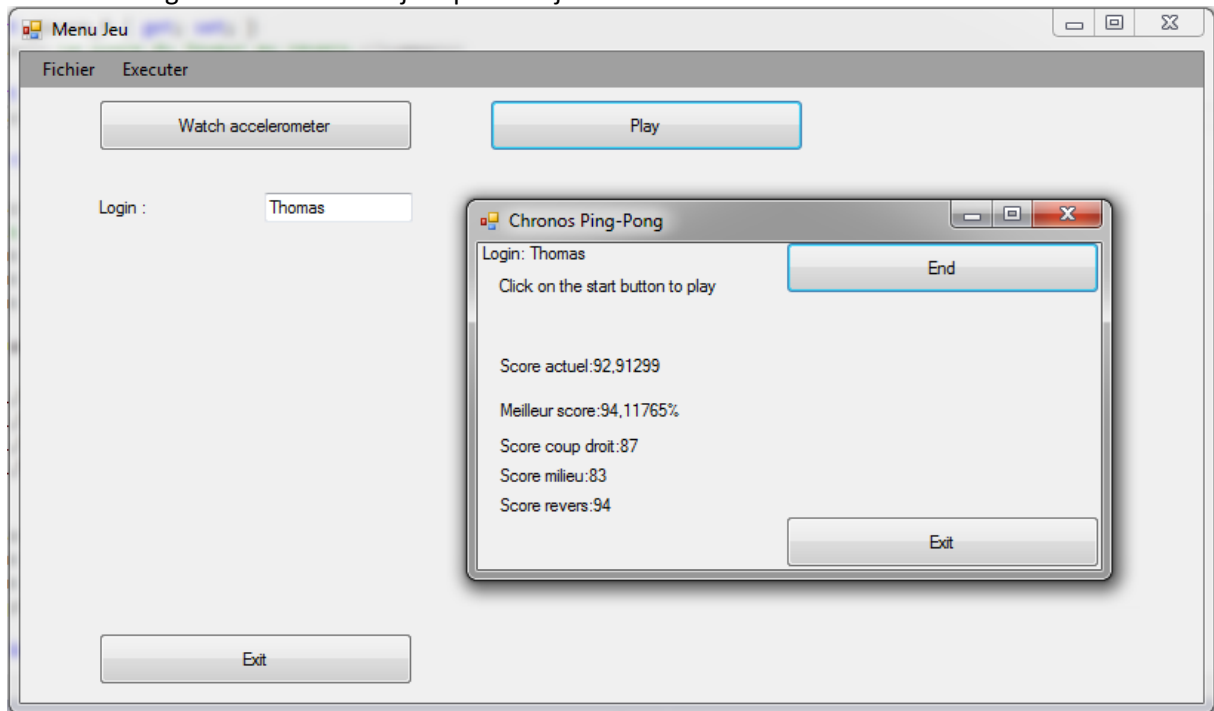 Menu Jeu
Fichier Executer
Watch accelerometer
Play
Login :
Thomas
Chronos Ping-Pong
Login: Thomas
End
Click on the start button to play
Score actuel:92,91299
Meilleur score:94,11765%
Score coup droit:87
Score milieu:83
Score revers:94
Exit
Exit